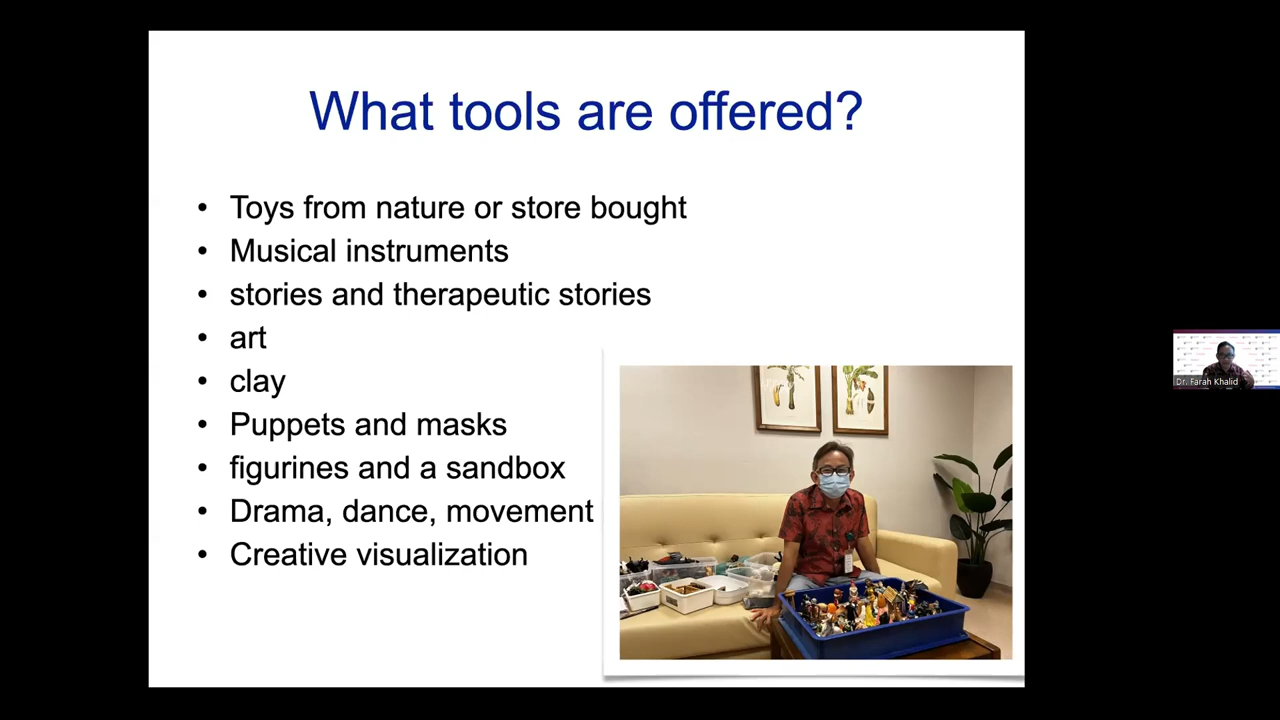 What tools are offered?
• Toys from nature or store bought
• Musical instruments
• stories and therapeutic stories
• art
• clay
• Puppets and masks
• figurines and a sandbox
• Drama, dance, movement
• Creative visualization
Dr. Farah Khalid